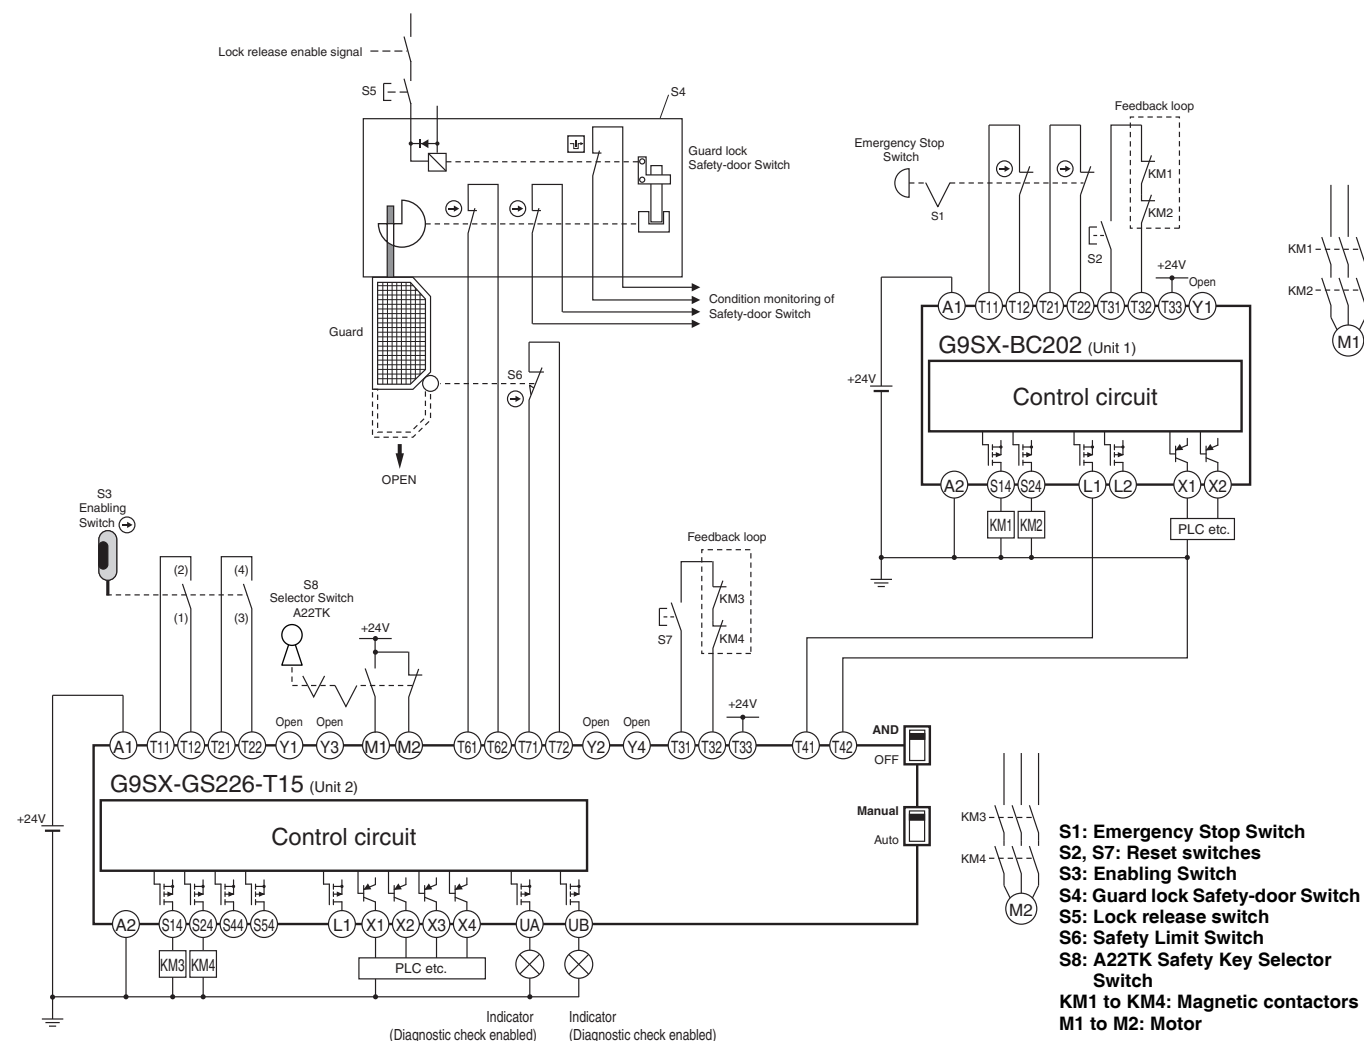 Lock release enable signal
S5
S4
Guard lock
Safety-door Switch
Feedback loop
Emergency Stop
Switch
S1
KM1
KM2
S2
+24V
Open
KM1
KM2
M1
A1 T11 T12 T21 T22 T31 T32 T33 Y1
G9SX-BC202 (Unit 1)
Control circuit
+24V
A2 S14 S24 L1 L2 X1 X2
KM1 KM2
PLC etc.
Condition monitoring of
Safety-door Switch
Guard
S6
OPEN
S3
Enabling
Switch
(2)
(1)
(4)
(3)
S8
Selector Switch
A22TK
+24V
Feedback loop
KM3
KM4
S7
+24V
Open
Open
Open
Open
A1 T11 T12 T21 T22 Y1 Y3 M1 M2 T61 T62 T71 T72 Y2 Y4 T31 T32 T33 T41 T42
AND
OFF
G9SX-GS226-T15 (Unit 2)
Control circuit
+24V
Manual
Auto
A2 S14 S24 S44 S54 L1 X1 X2 X3 X4 UA UB
KM3 KM4
PLC etc.
Indicator
(Diagnostic check enabled)
Indicator
(Diagnostic check enabled)
KM3
KM4
M2
S1: Emergency Stop Switch
S2, S7: Reset switches
S3: Enabling Switch
S4: Guard lock Safety-door Switch
S5: Lock release switch
S6: Safety Limit Switch
S8: A22TK Safety Key Selector
Switch
KM1 to KM4: Magnetic contactors
M1 to M2: Motor